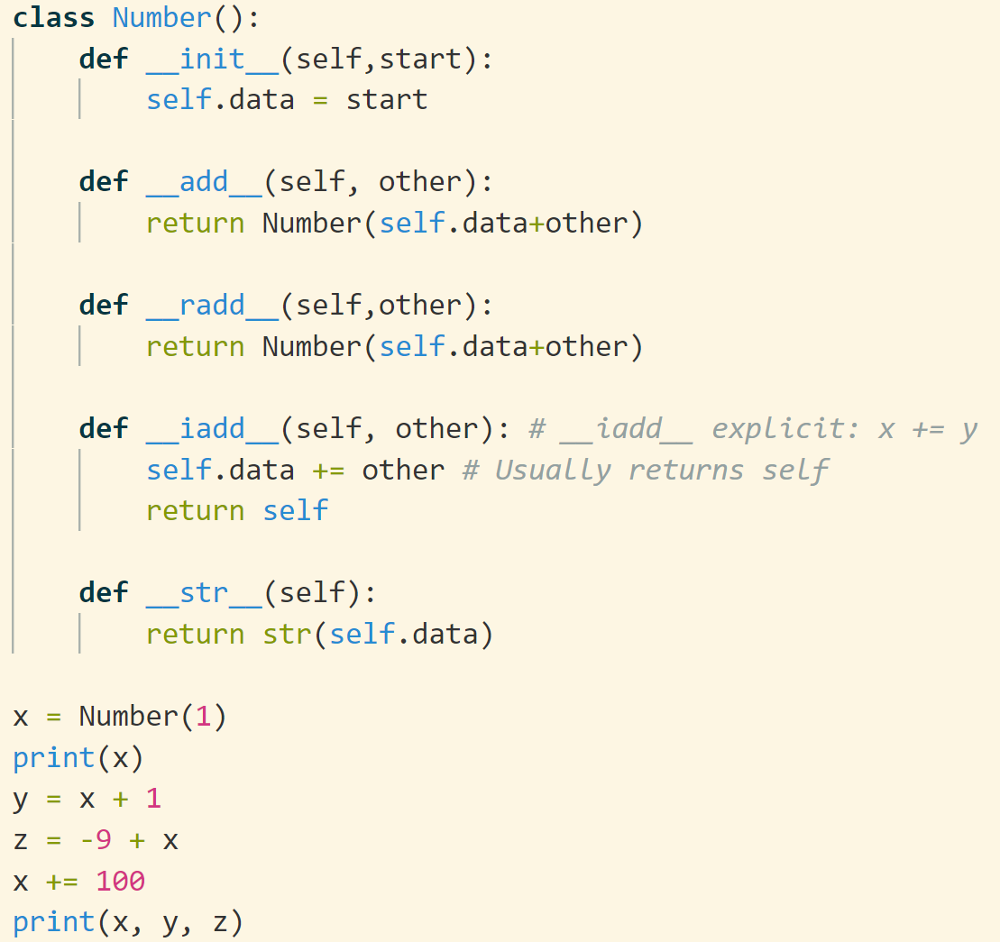 class Number():
    def __init__(self,start):
        self.data = start

    def __add__(self, other):
        return Number(self.data+other)

    def __radd__(self,other):
        return Number(self.data+other)

    def __iadd__(self, other): # __iadd__ explicit: x += y
        self.data += other # Usually returns self
        return self

    def __str__(self):
        return str(self.data)

x = Number(1)
print(x)
y = x + 1
z = -9 + x
x += 100
print(x, y, z)